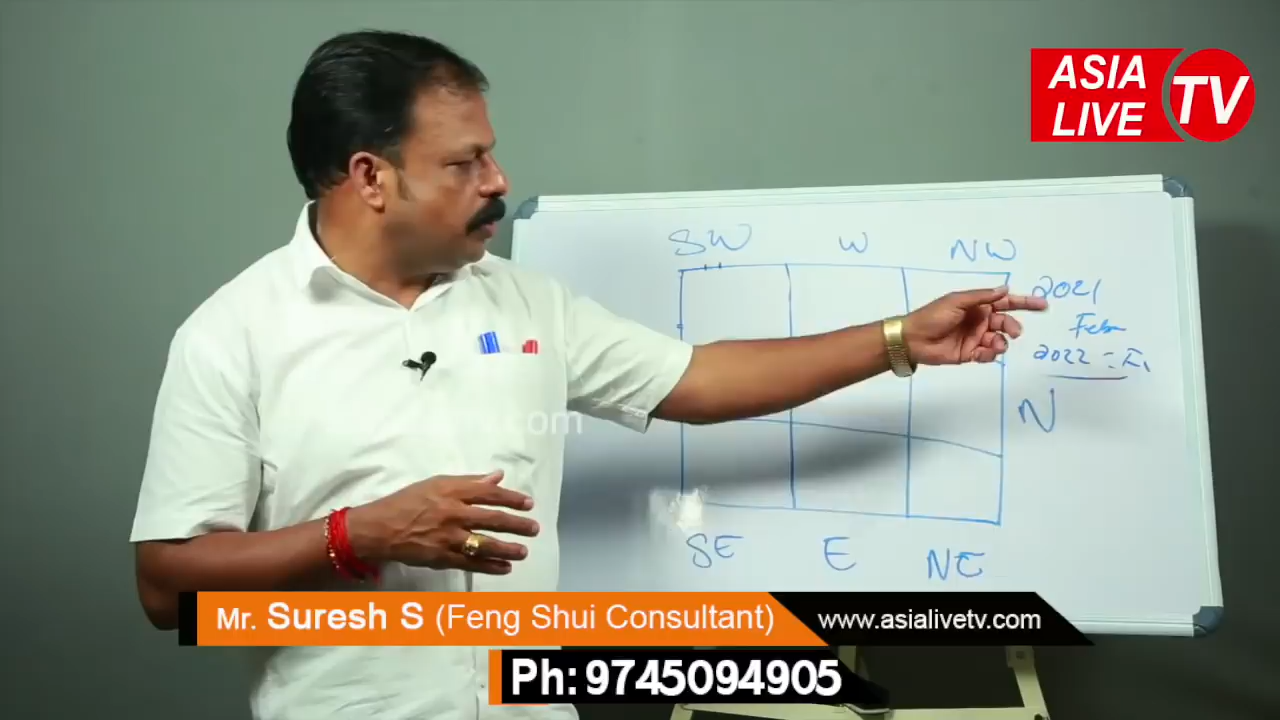 ASIA
LIVE
TV
SW W NW
2021
Feb
2022 =
N
SE E NE
.com
Mr. Suresh S (Feng Shui Consultant)
www.asialivetv.com
Ph: 9745094905